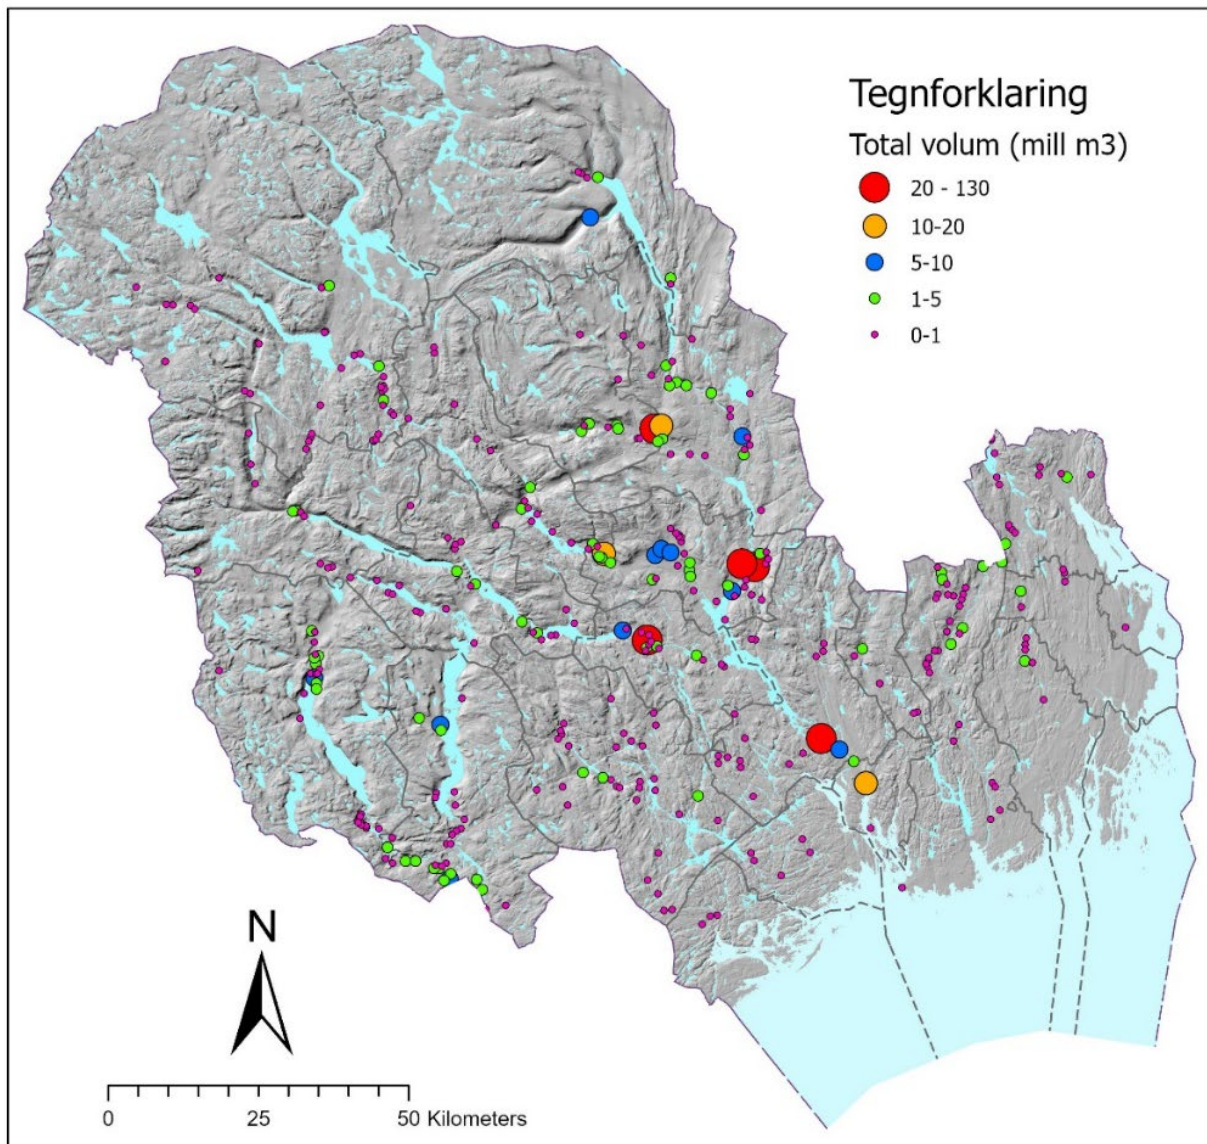 Tegnforklaring
Total volum (mill m3)
20 - 130
10-20
5-10
1-5
0-1
N
0 25 50 Kilometers